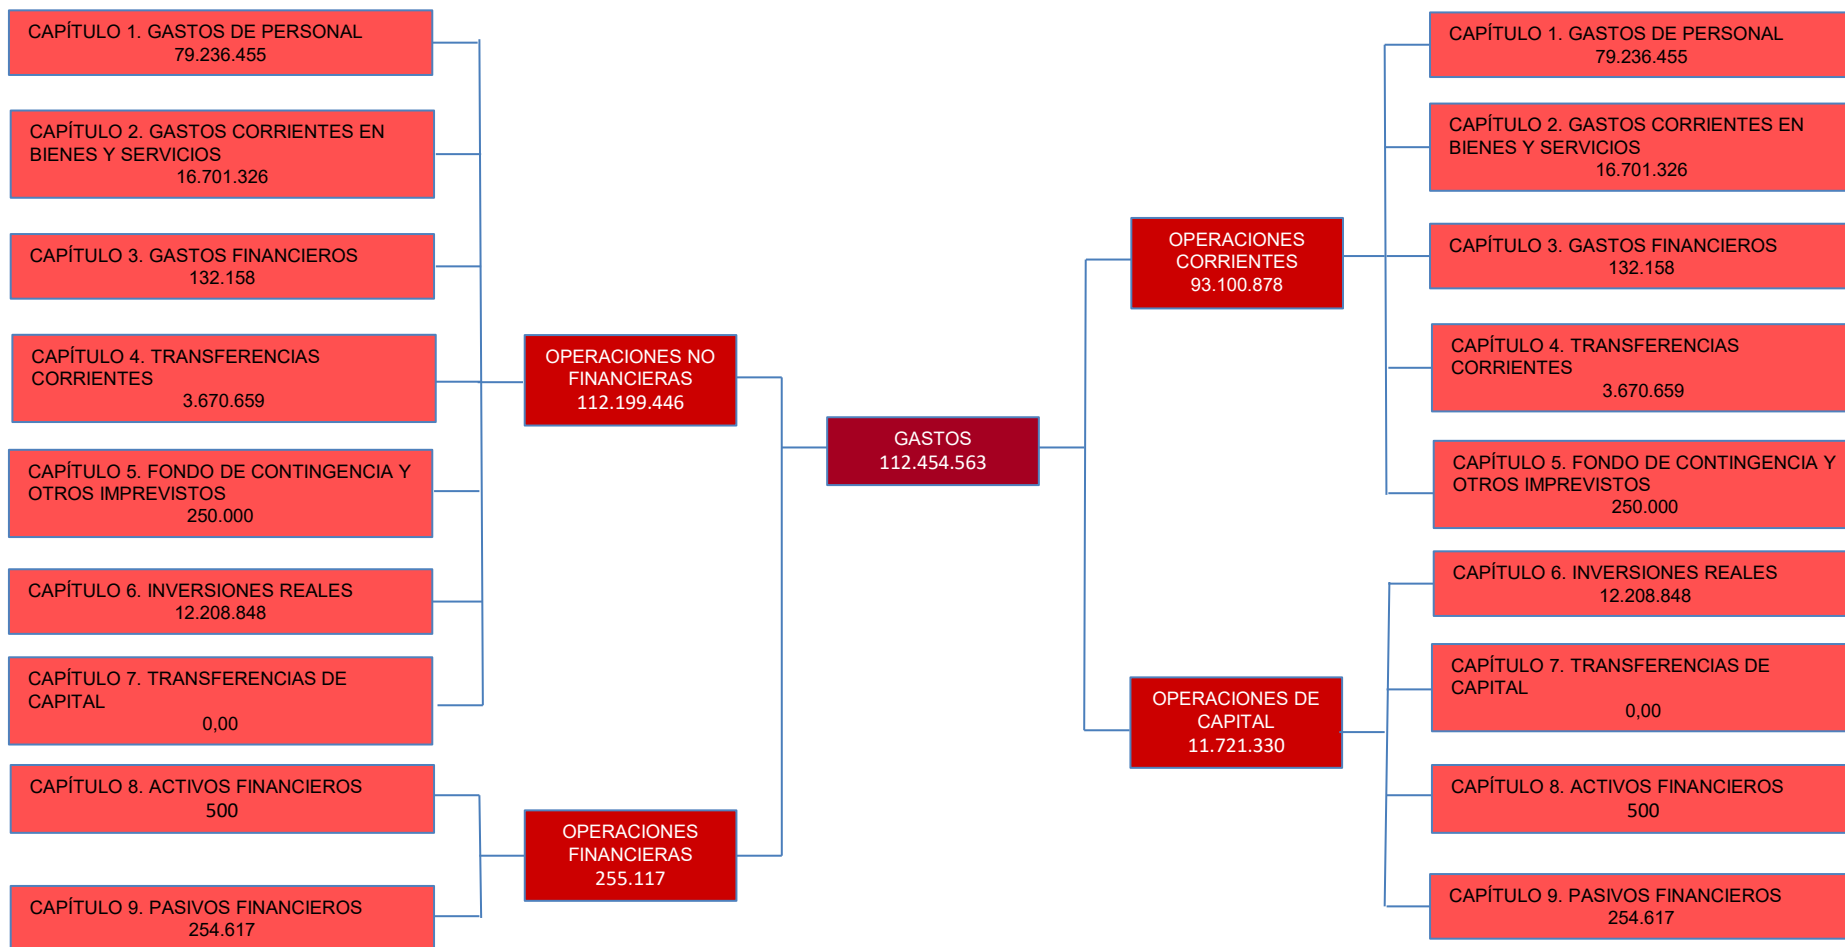 CAPÍTULO 1. GASTOS DE PERSONAL
79.236.455
CAPÍTULO 2. GASTOS CORRIENTES EN
BIENES Y SERVICIOS
16.701.326
CAPÍTULO 3. GASTOS FINANCIEROS
132.158
CAPÍTULO 4. TRANSFERENCIAS
CORRIENTES
3.670.659
CAPÍTULO 5. FONDO DE CONTINGENCIA Y
OTROS IMPREVISTOS
250.000
CAPÍTULO 6. INVERSIONES REALES
12.208.848
CAPÍTULO 7. TRANSFERENCIAS DE
CAPITAL
0,00
CAPÍTULO 8. ACTIVOS FINANCIEROS
500
CAPÍTULO 9. PASIVOS FINANCIEROS
254.617
OPERACIONES NO
FINANCIERAS
112.199.446
OPERACIONES
FINANCIERAS
255.117
GASTOS
112.454.563
OPERACIONES
CORRIENTES
93.100.878
OPERACIONES DE
CAPITAL
11.721.330
CAPÍTULO 1. GASTOS DE PERSONAL
79.236.455
CAPÍTULO 2. GASTOS CORRIENTES EN
BIENES Y SERVICIOS
16.701.326
CAPÍTULO 3. GASTOS FINANCIEROS
132.158
CAPÍTULO 4. TRANSFERENCIAS
CORRIENTES
3.670.659
CAPÍTULO 5. FONDO DE CONTINGENCIA Y
OTROS IMPREVISTOS
250.000
CAPÍTULO 6. INVERSIONES REALES
12.208.848
CAPÍTULO 7. TRANSFERENCIAS DE
CAPITAL
0,00
CAPÍTULO 8. ACTIVOS FINANCIEROS
500
CAPÍTULO 9. PASIVOS FINANCIEROS
254.617